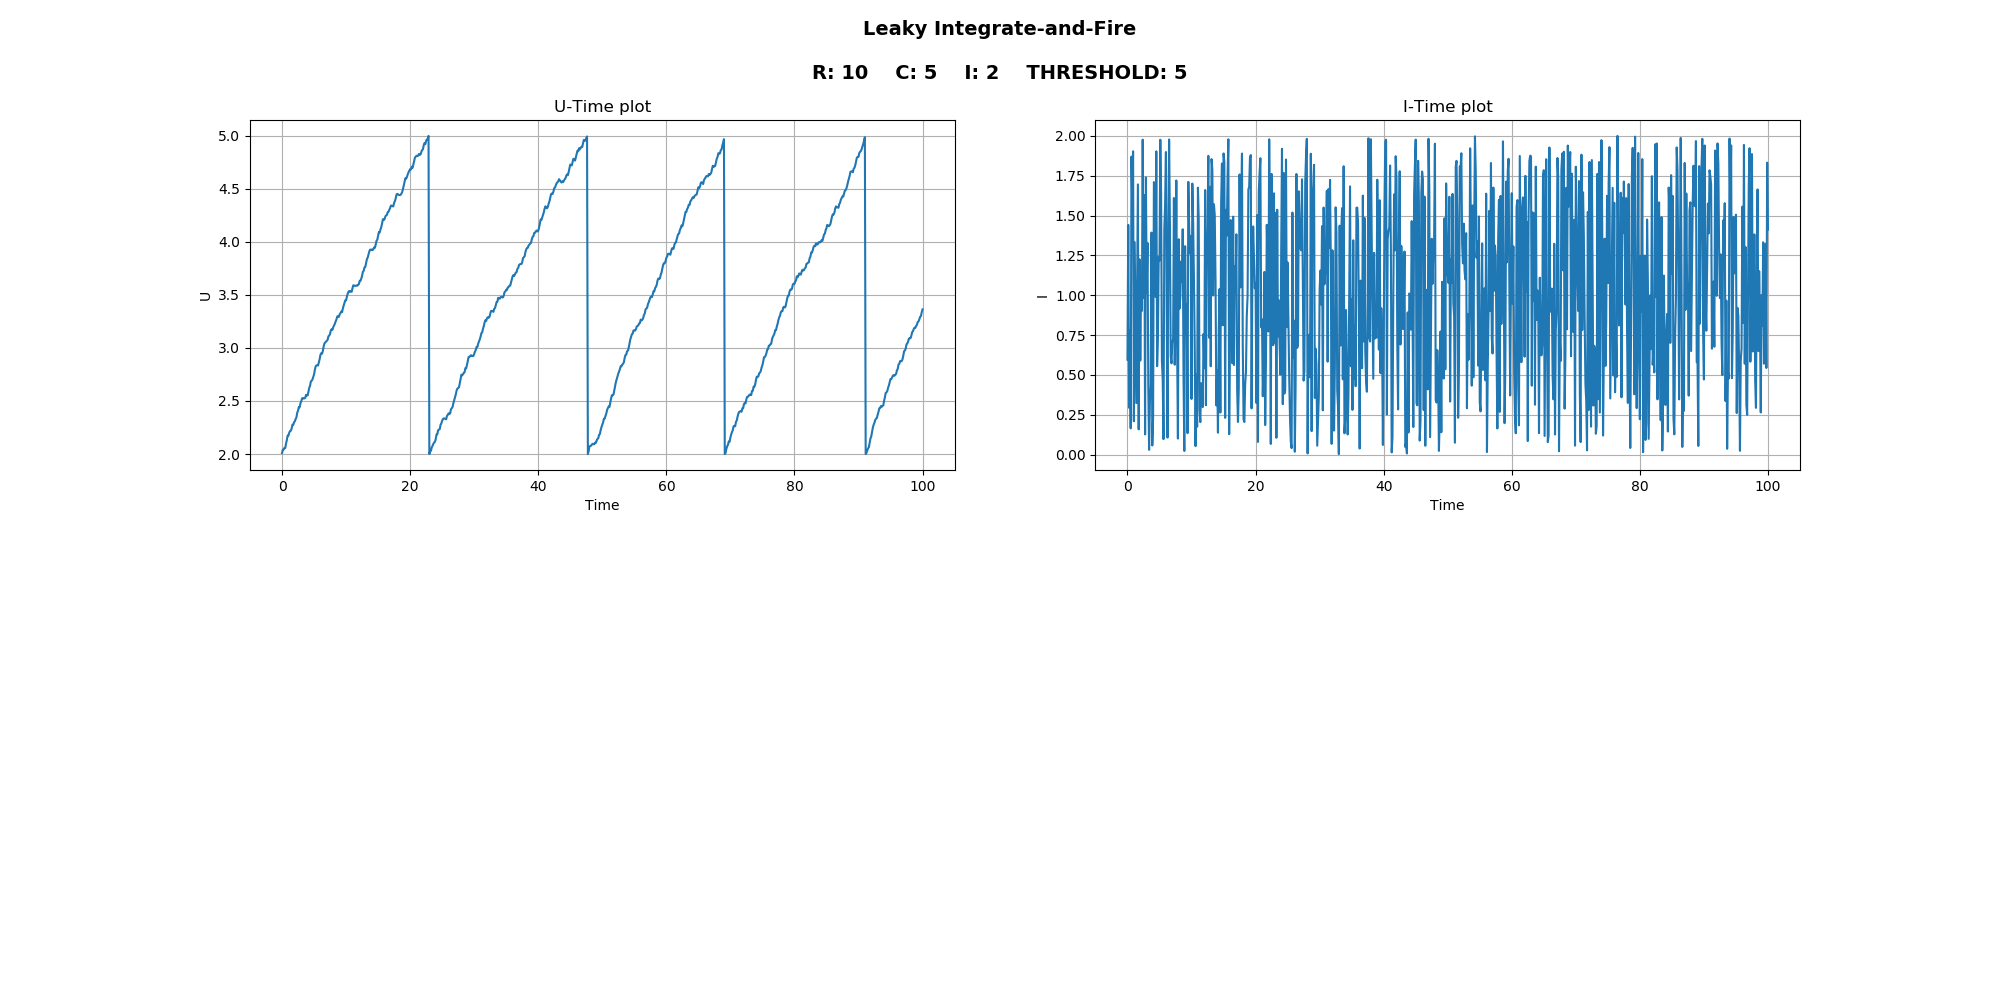 Leaky Integrate-and-Fire
R: 10 C: 5 I: 2 THRESHOLD: 5
U-Time plot
5.0
4.5
4.0
3.5
3.0
2.5
2.0
U
0 20 40 60 80 100
Time
I-Time plot
2.00
1.75
1.50
1.25
1.00
0.75
0.50
0.25
0.00
I
0 20 40 60 80 100
Time